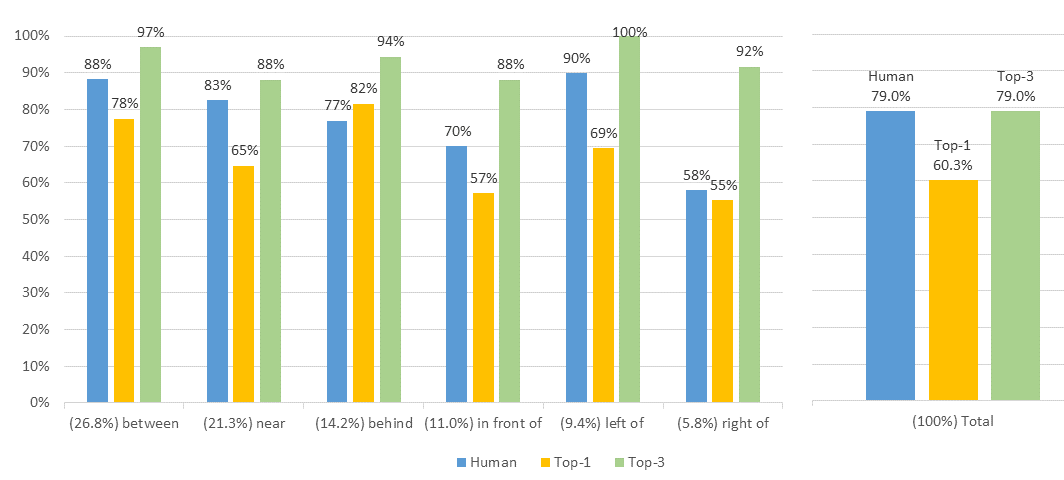 100%
90%
80%
70%
60%
50%
40%
30%
20%
10%
0%
88%
78%
97%
83%
65%
88%
77%
82%
94%
70%
57%
88%
90%
69%
100%
58%
55%
92%
(26.8%) between
(21.3%) near
(14.2%) behind
(11.0%) in front of
(9.4%) left of
(5.8%) right of
Human
79.0%
Top-1
60.3%
Top-3
79.0%
(100%) Total
Human
Top-1
Top-3